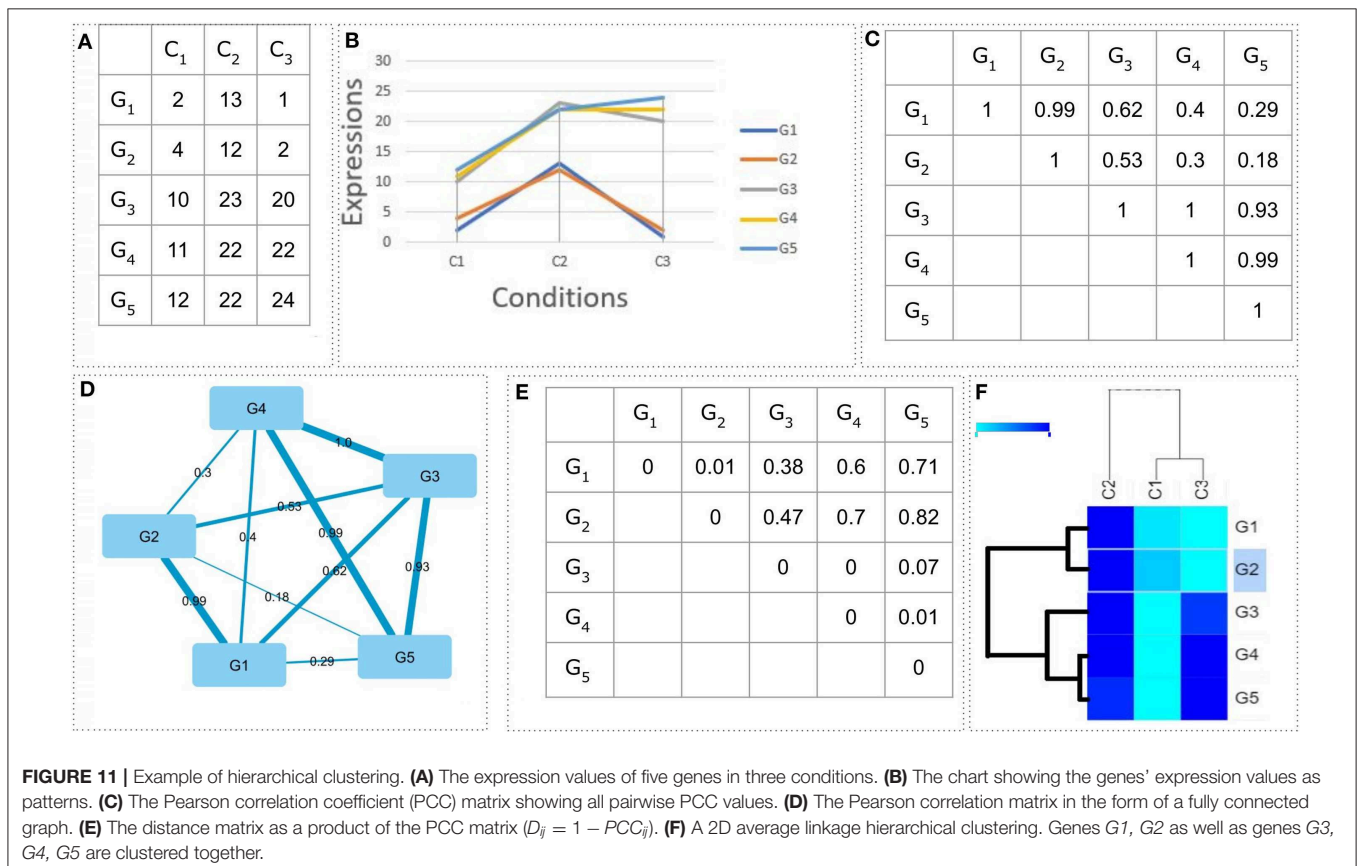 A
C1 C2 C3
G1 2 13 1
G2 4 12 2
G3 10 23 20
G4 11 22 22
G5 12 22 24
B
Expressions
30
25
20
15
10
5
0
C1 C2 C3
Conditions
G1
G2
G3
G4
G5
C
G1 G2 G3 G4 G5
G1 1 0.99 0.62 0.4 0.29
G2 1 0.53 0.3 0.18
G3 1 1 0.93
G4 1 0.99
G5 1
D
G4
1.0
G3
0.3
0.53
G2
0.4
0.99
0.62
0.93
0.99
0.18
G1
0.29
G5
E
G1 G2 G3 G4 G5
G1 0 0.01 0.38 0.6 0.71
G2 0 0.47 0.7 0.82
G3 0 0 0.07
G4 0 0.01
G5 0
F
C2 C1 C3
G1
G2
G3
G4
G5
FIGURE 11 | Example of hierarchical clustering. (A) The expression values of five genes in three conditions. (B) The chart showing the genes’ expression values as
patterns. (C) The Pearson correlation coefficient (PCC) matrix showing all pairwise PCC values. (D) The Pearson correlation matrix in the form of a fully connected
graph. (E) The distance matrix as a product of the PCC matrix (Dij = 1 − PCCij). (F) A 2D average linkage hierarchical clustering. Genes G1, G2 as well as genes G3,
G4, G5 are clustered together.